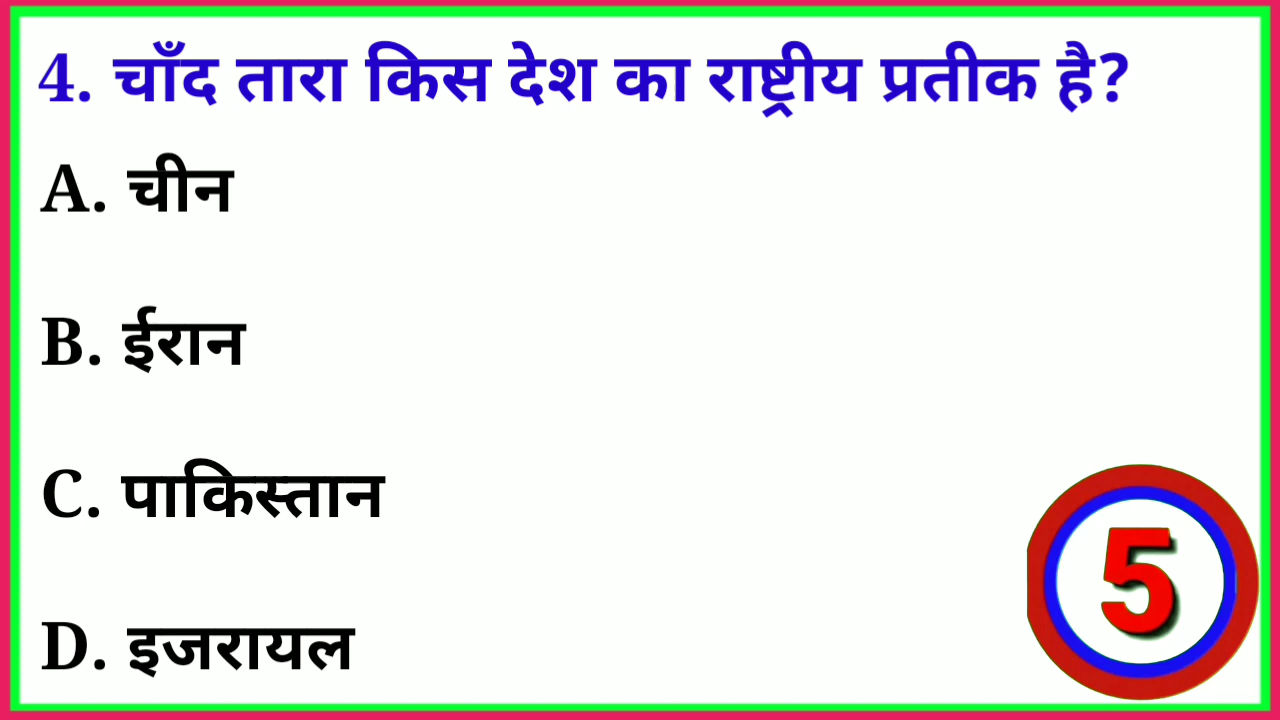 4. चाँद तारा किस देश का राष्ट्रीय प्रतीक है?
A. चीन
B. ईरान
C. पाकिस्तान
D. इजरायल
5